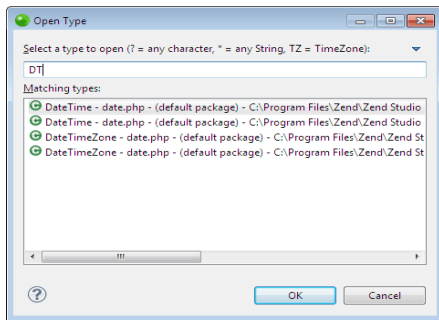 Open Type
Select a type to open (? = any character, * = any String, TZ = TimeZone):
DT
Matching types:
DateTime - date.php - (default package) - C:\Program Files\Zend\Zend Studio
DateTime - date.php - (default package) - C:\Program Files\Zend\Zend Studio
DateTimeZone - date.php - (default package) - C:\Program Files\Zend\Zend St
DateTimeZone - date.php - (default package) - C:\Program Files\Zend\Zend St
OK Cancel